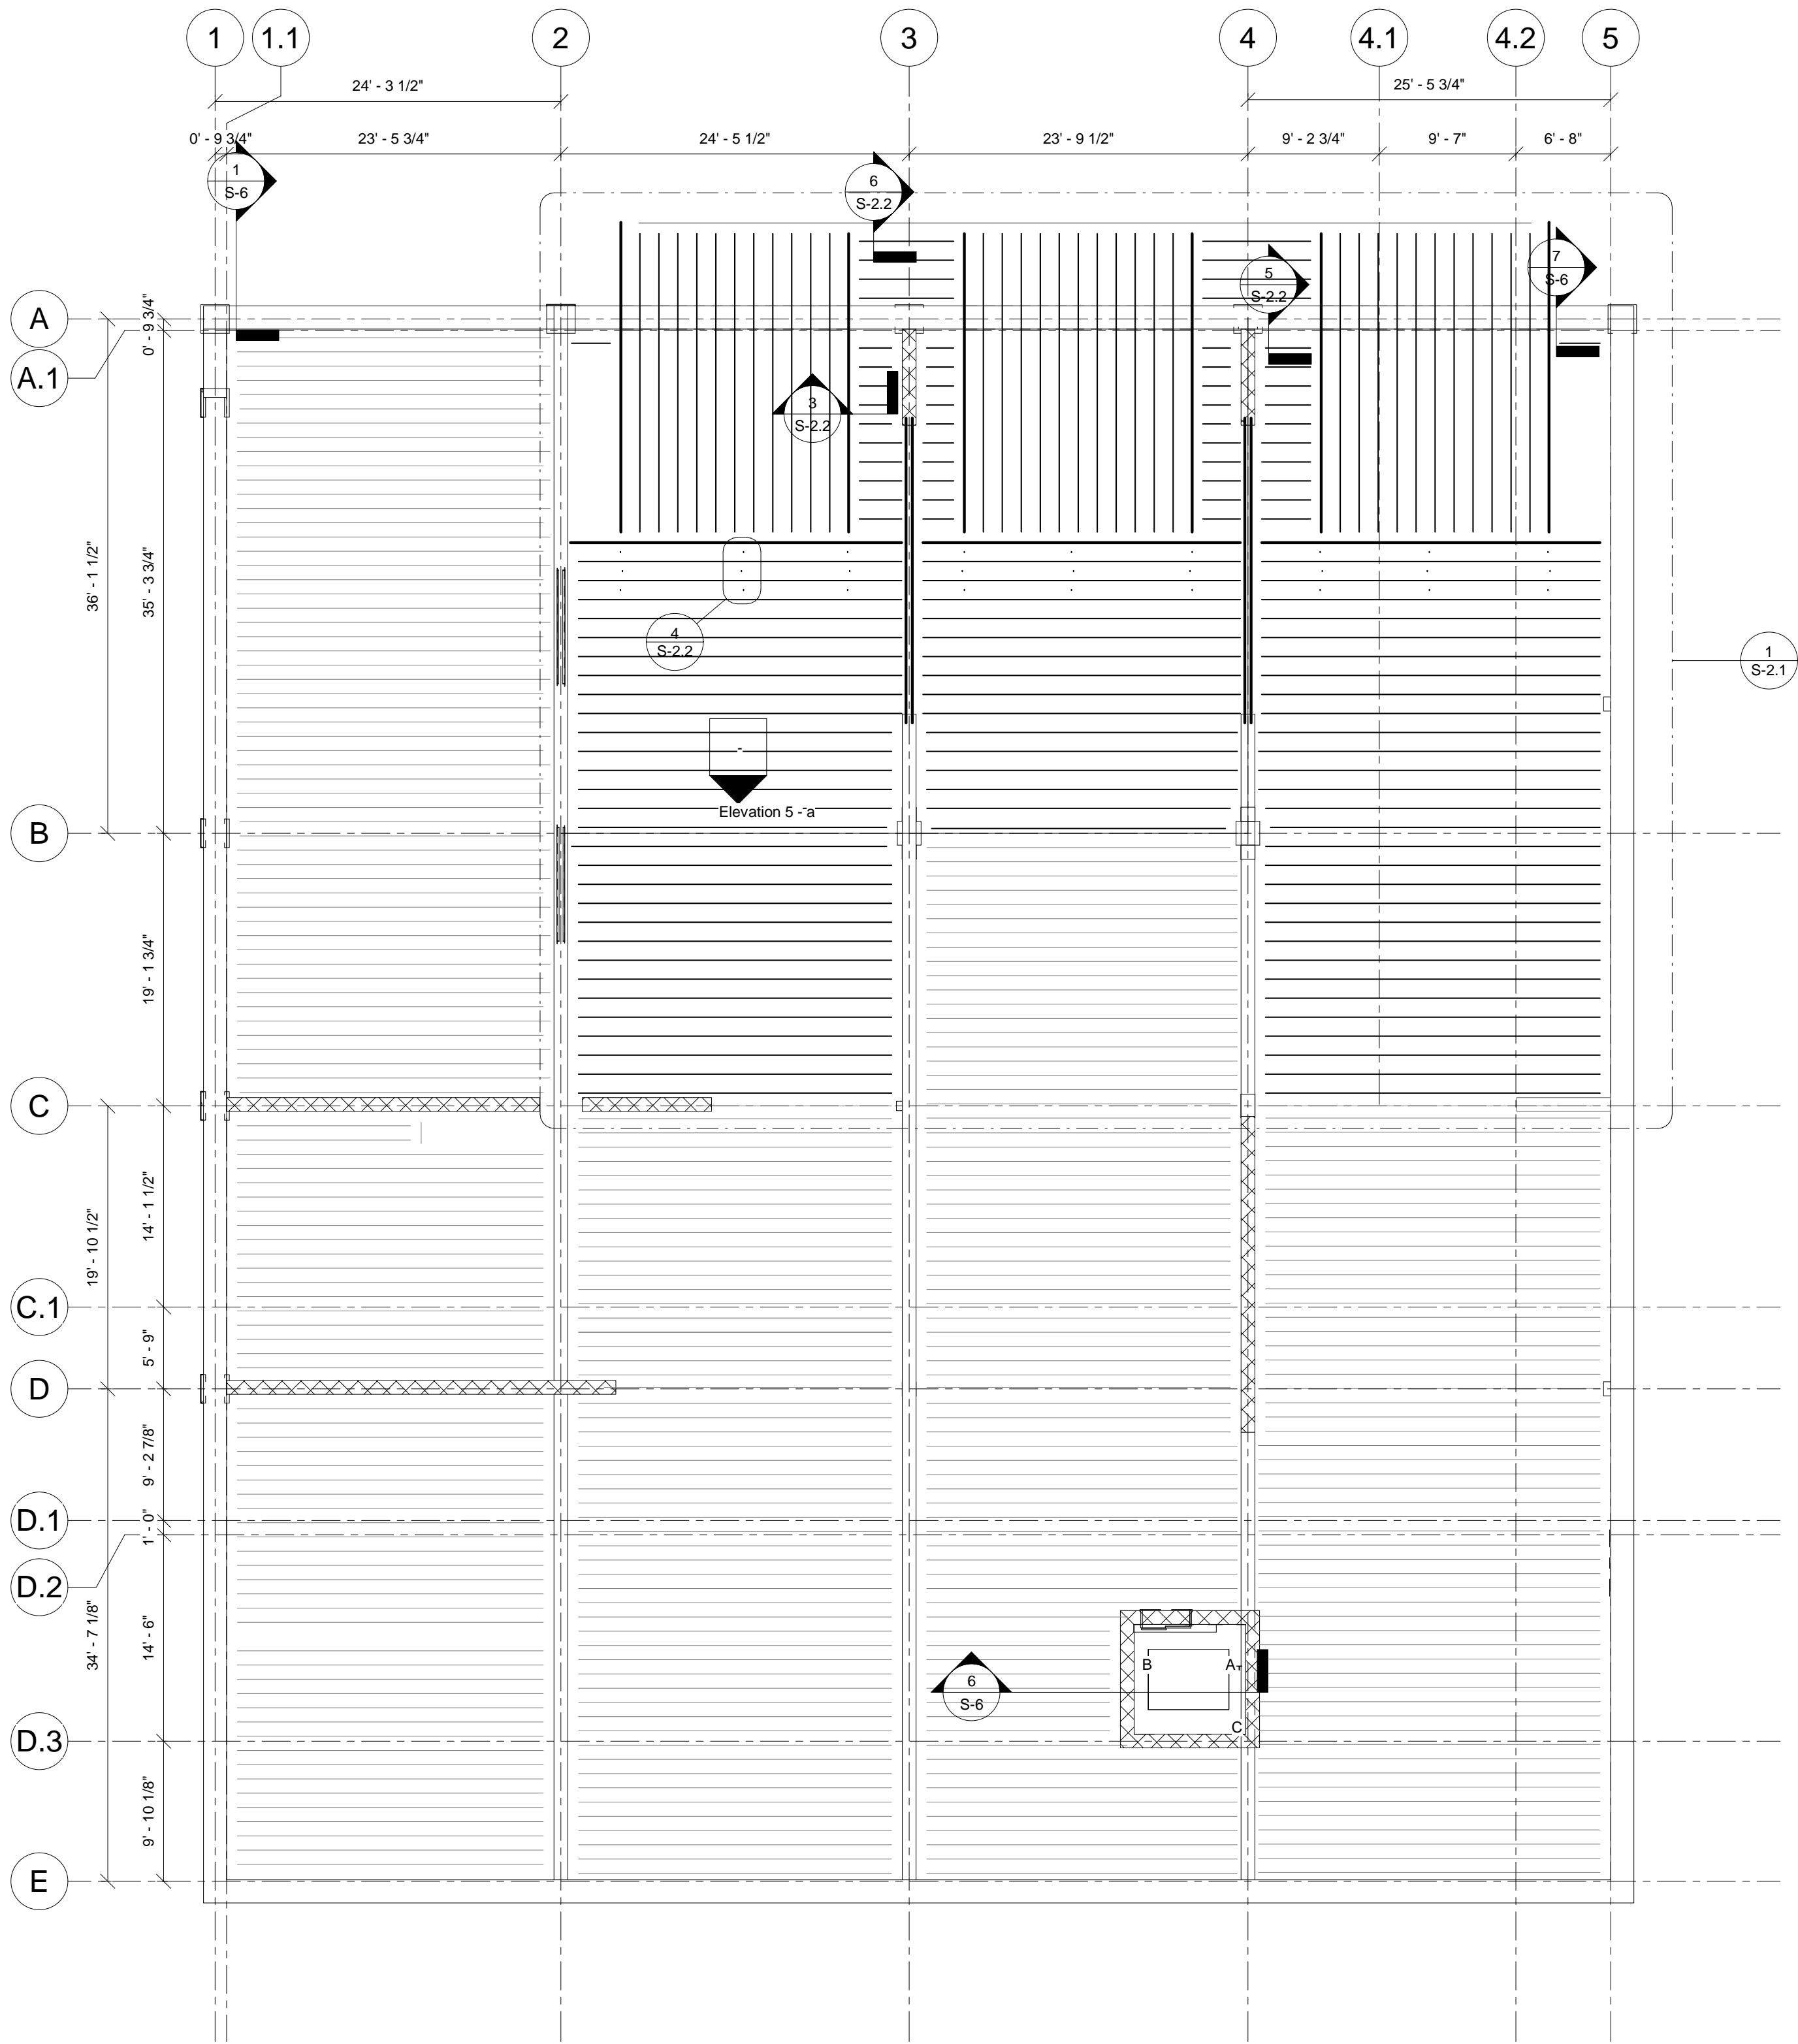 1 1.1 2 3 4 4.1 4.2 5
24' - 3 1/2" 25' - 5 3/4"
0' - 9 3/4" 23' - 5 3/4" 24' - 5 1/2" 23' - 9 1/2" 9' - 2 3/4" 9' - 7" 6' - 8"
1
S-6
6
S-2.2
5
S-2.2
7
S-6
A
0' - 9 3/4"
A.1
3
S-2.2
36' - 1 1/2"
35' - 3 3/4"
4
S-2.2
1
S-2.1
-
Elevation 5 - a
B
19' - 1 3/4"
C
14' - 1 1/2"
19' - 10 1/2"
C.1
5' - 9"
D
9' - 2 7/8"
D.1
1' - 0"
D.2
34' - 7 1/8"
14' - 6"
B A
6
S-6
C
D.3
9' - 10 1/8"
E